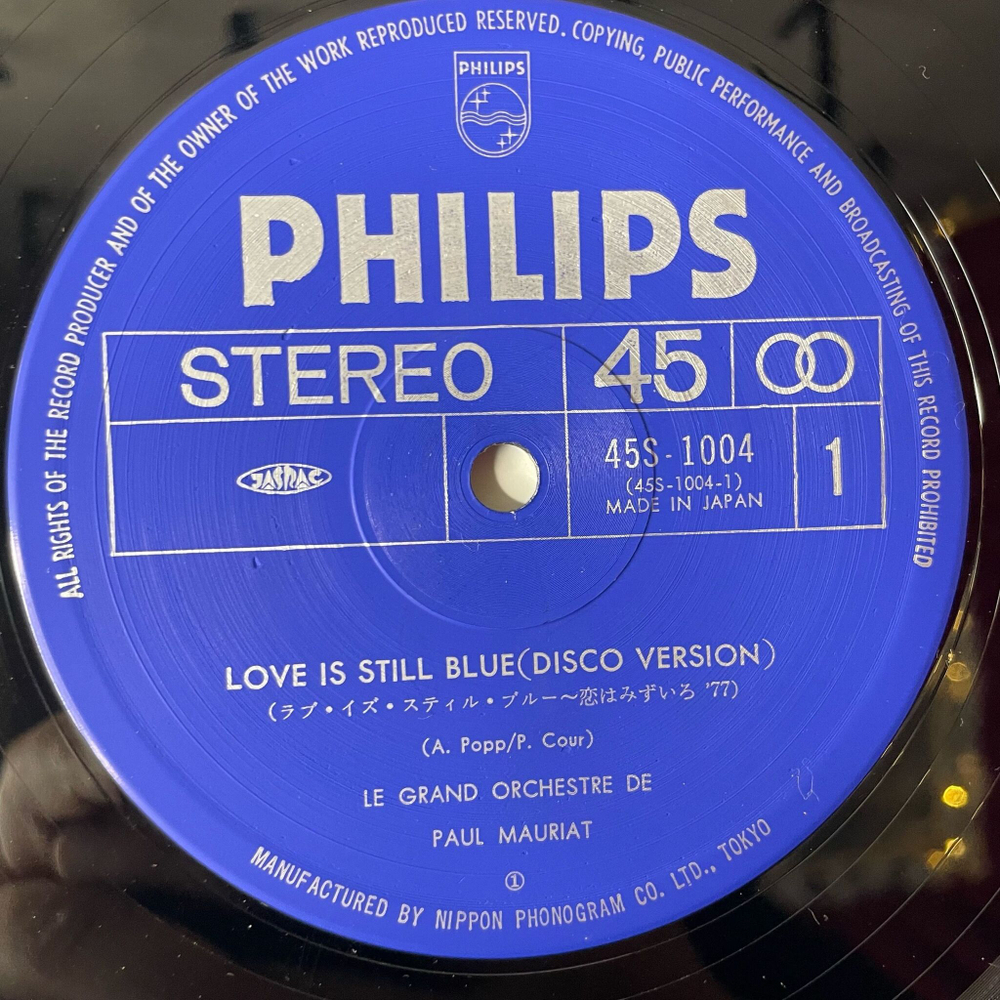 ALL RIGHTS OF THE RECORD PRODUCER AND OF THE OWNER OF THE WORK REPRODUCED RESERVED. COPYING, PUBLIC PERFORMANCE AND BROADCASTING OF THIS RECORD PROHIBITED
PHILIPS
PHILIPS
STEREO 45
JASRAC
45S-1004
(45S-1004-1)
MADE IN JAPAN
1
LOVE IS STILL BLUE(DISCO VERSION)
(ラブ・イズ・スティル・ブルー〜恋はみずいろ '77)
(A. Popp/P. Cour)
LE GRAND ORCHESTRE DE
PAUL MAURIAT
①
MANUFACTURED BY NIPPON PHONOGRAM CO. LTD., TOKYO